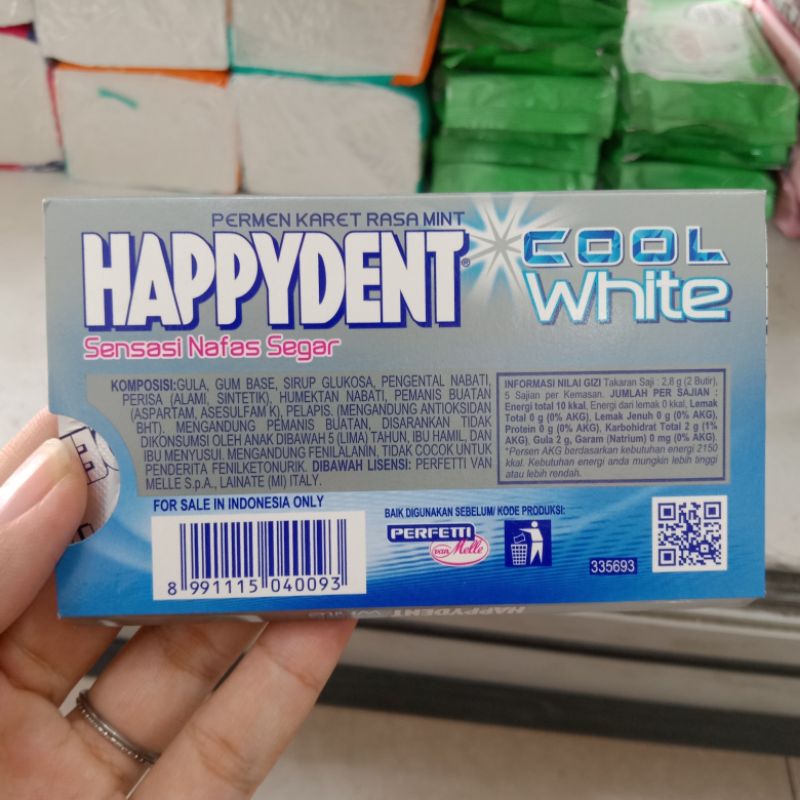 PERMEN KARET RASA MINT
HAPPYDENT®
COOL
White
Sensasi Nafas Segar
KOMPOSISI:GULA, GUM BASE, SIRUP GLUKOSA, PENGENTAL NABATI,
PERISA (ALAMI, SINTETIK), HUMEKTAN NABATI, PEMANIS BUATAN
(ASPARTAM, ASESULFAM K), PELAPIS. (MENGANDUNG ANTIOKSIDAN
BHT). MENGANDUNG PEMANIS BUATAN, DISARANKAN TIDAK
DIKONSUMSI OLEH ANAK DIBAWAH 5 (LIMA) TAHUN, IBU HAMIL, DAN
IBU MENYUSUI. MENGANDUNG FENILALANIN, TIDAK COCOK UNTUK
PENDERITA FENILKETONURIK. DIBAWAH LISENSI: PERFETTI VAN
MELLE S.p.A., LAINATE (MI) ITALY.
INFORMASI NILAI GIZI Takaran Saji : 2,8 g (2 Butir),
5 Sajian per Kemasan. JUMLAH PER SAJIAN :
Energi total 10 kkal, Energi dari lemak 0 kkal, Lemak
Total 0 g (0% AKG), Lemak Jenuh 0 g (0% AKG),
Protein 0 g (0% AKG), Karbohidrat Total 2 g (1%
AKG), Gula 2 g, Garam (Natrium) 0 mg (0% AKG).
*Persen AKG berdasarkan kebutuhan energi 2150
kkal. Kebutuhan energi anda mungkin lebih tinggi
atau lebih rendah.
FOR SALE IN INDONESIA ONLY
8 991115 040093
BAIK DIGUNAKAN SEBELUM/ KODE PRODUKSI:
PERFETTI
van Melle
335693
HAPPYDENT White